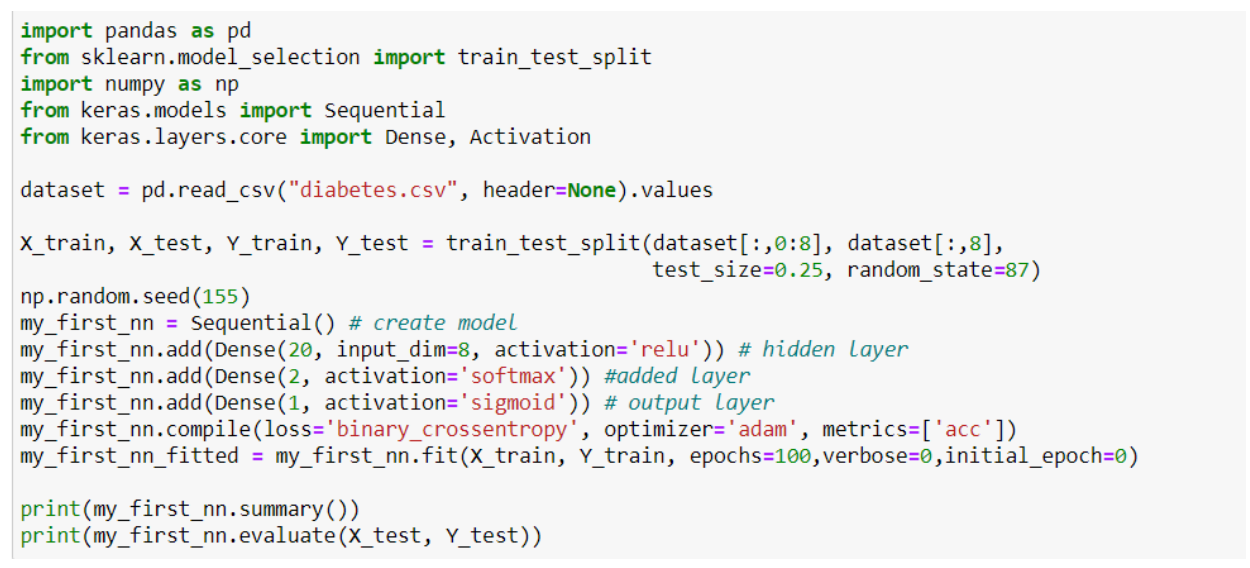 import pandas as pd
from sklearn.model_selection import train_test_split
import numpy as np
from keras.models import Sequential
from keras.layers.core import Dense, Activation
dataset = pd.read_csv("diabetes.csv", header=None).values
X_train, X_test, Y_train, Y_test = train_test_split(dataset[:,0:8], dataset[:,8],
test_size=0.25, random_state=87)
np.random.seed(155)
my_first_nn = Sequential() # create model
my_first_nn.add(Dense(20, input_dim=8, activation='relu')) # hidden layer
my_first_nn.add(Dense(2, activation='softmax')) #added layer
my_first_nn.add(Dense(1, activation='sigmoid')) # output layer
my_first_nn.compile(loss='binary_crossentropy', optimizer='adam', metrics=['acc'])
my_first_nn_fitted = my_first_nn.fit(X_train, Y_train, epochs=100,verbose=0,initial_epoch=0)
print(my_first_nn.summary())
print(my_first_nn.evaluate(X_test, Y_test))